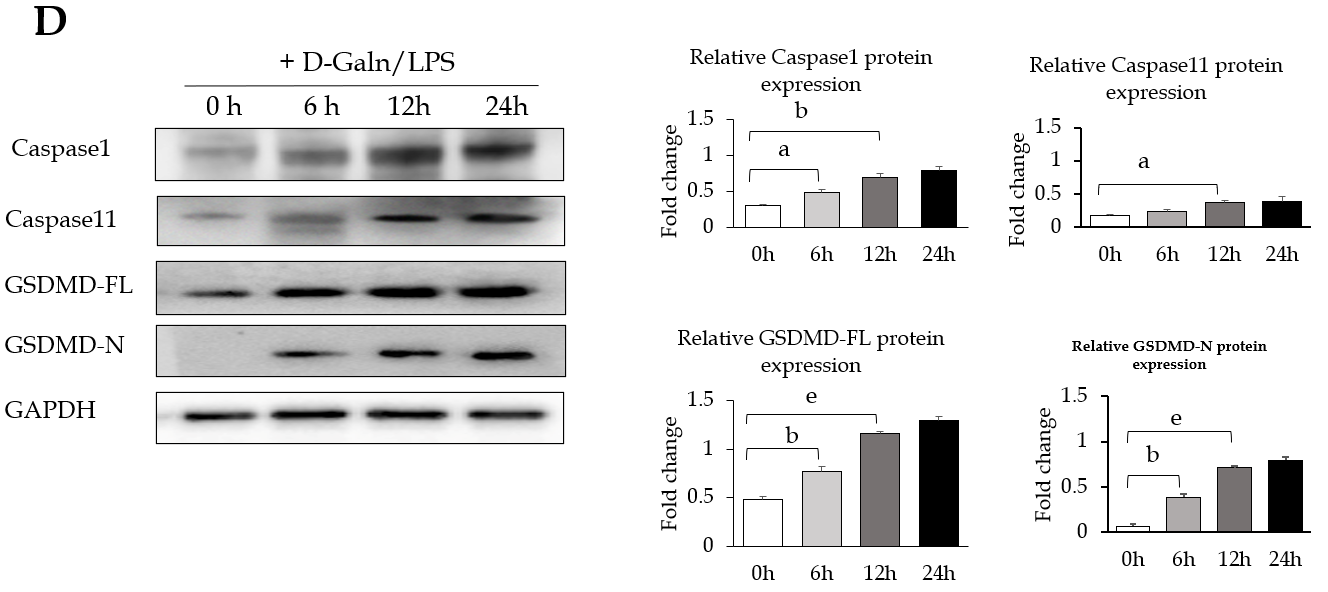 D
+ D-Galn/LPS
0 h 6 h 12h 24h
Caspase1
Caspase11
GSDMD-FL
GSDMD-N
GAPDH
Relative Caspase1 protein
expression
Fold change
1.5
1
0.5
0
b
a
0h 6h 12h 24h
Relative Caspase11 protein
expression
Fold change
1.5
1
0.5
0
a
0h 6h 12h 24h
Relative GSDMD-FL protein
expression
Fold change
1.5
1
0.5
0
e
b
0h 6h 12h 24h
Relative GSDMD-N protein
expression
Fold change
1.5
1
0.5
0
e
b
0h 6h 12h 24h